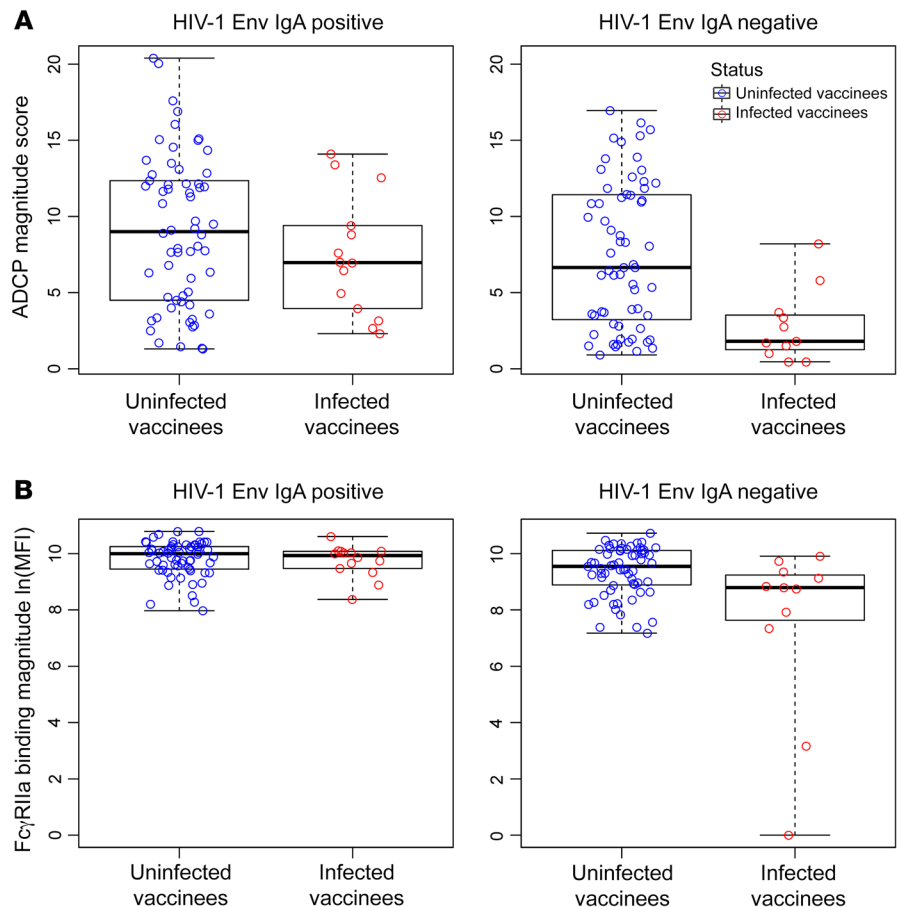 A
HIV-1 Env IgA positive
HIV-1 Env IgA negative
ADCP magnitude score
20
15
10
5
0
Uninfected
vaccinees
Infected
vaccinees
20
15
10
5
0
Status
Uninfected vaccinees
Infected vaccinees
Uninfected
vaccinees
Infected
vaccinees
B
HIV-1 Env IgA positive
HIV-1 Env IgA negative
FcγRIIa binding magnitude ln(MFI)
10
8
6
4
2
0
Uninfected
vaccinees
Infected
vaccinees
10
8
6
4
2
0
Uninfected
vaccinees
Infected
vaccinees